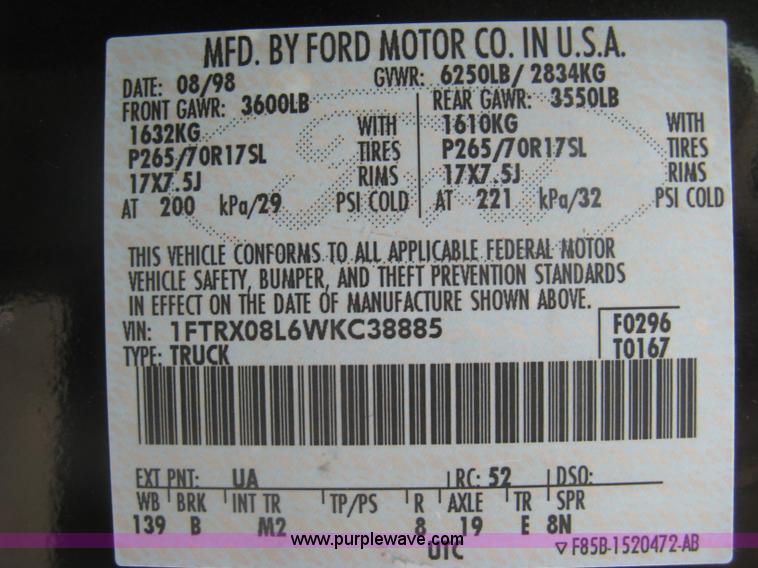 MFD. BY FORD MOTOR CO. IN U.S.A.
DATE: 08/98 GVWR: 6250LB/ 2834KG
FRONT GAWR: 3600LB REAR GAWR: 3550LB
1632KG WITH 1610KG WITH
P265/70R17SL TIRES P265/70R17SL TIRES
17X7.5J RIMS 17X7.5J RIMS
AT 200 kPa/29 PSI COLD AT 221 kPa/32 PSI COLD
THIS VEHICLE CONFORMS TO ALL APPLICABLE FEDERAL MOTOR
VEHICLE SAFETY, BUMPER, AND THEFT PREVENTION STANDARDS
IN EFFECT ON THE DATE OF MANUFACTURE SHOWN ABOVE.
VIN: 1FTRX08L6WKC38885 F0296
TYPE: TRUCK T0167
EXT PNT: UA RC: 52 DSO:
WB BRK INT TR TP/PS R AXLE TR SPR
139 B M2 8 19 E 8N
www.purplewave.com
UTC ▽ F85B-1520472-AB